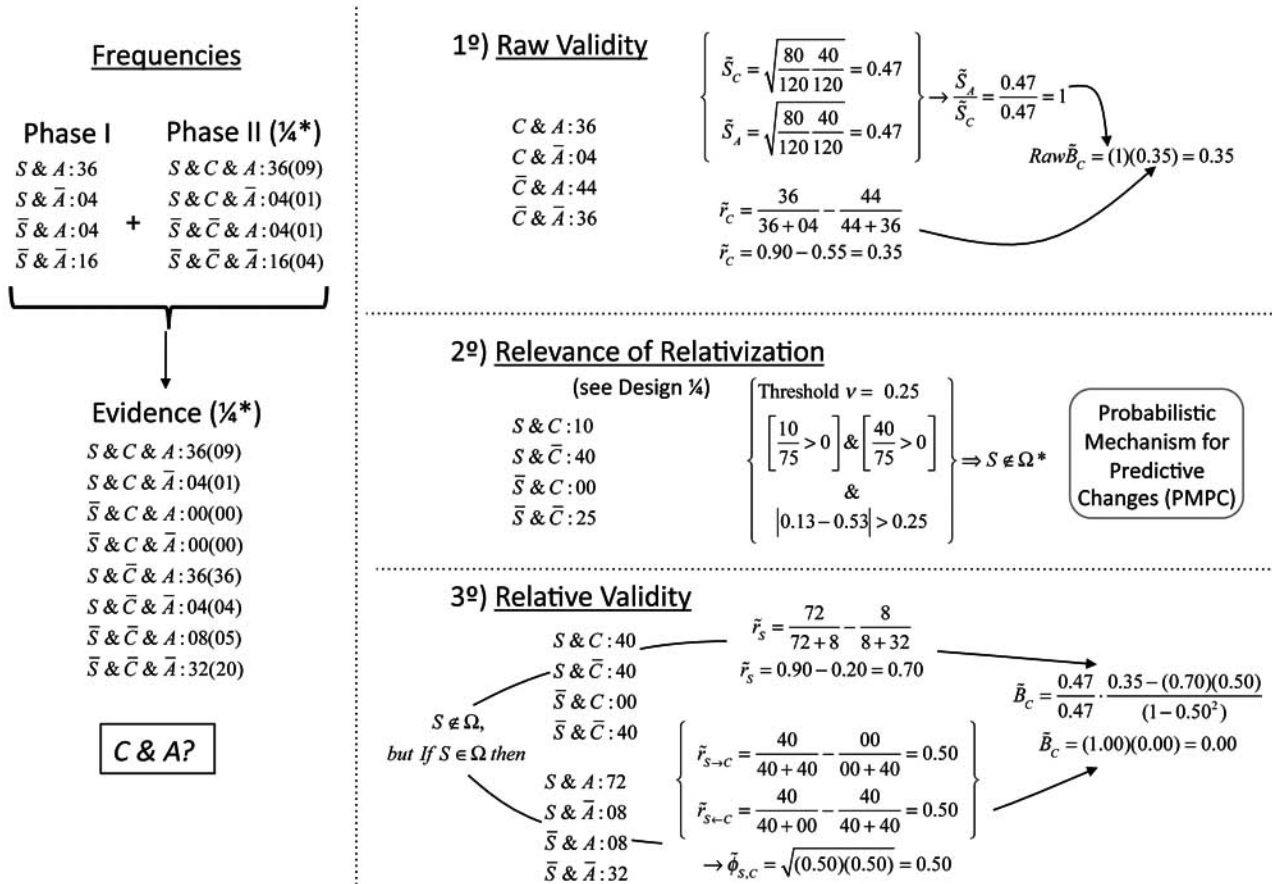 Frequencies
Phase I
S & A : 36
S & A̅ : 04
S̅ & A : 04
S̅ & A̅ : 16
+
Phase II (¼*)
S & C & A : 36(09)
S & C & A̅ : 04(01)
S̅ & C̅ & A : 04(01)
S̅ & C̅ & A̅ : 16(04)
Evidence (¼*)
S & C & A : 36(09)
S & C & A̅ : 04(01)
S̅ & C & A : 00(00)
S̅ & C & A̅ : 00(00)
S & C̅ & A : 36(36)
S & C̅ & A̅ : 04(04)
S̅ & C̅ & A : 08(05)
S̅ & C̅ & A̅ : 32(20)
C & A?
1º) Raw Validity
C & A : 36
C & A̅ : 04
C̅ & A : 44
C̅ & A̅ : 36
S̃_C = √(80/120 40/120) = 0.47
S̃_A = √(80/120 40/120) = 0.47
→ S̃_A/S̃_C = 0.47/0.47 = 1
r̃_C = 36/(36 + 04) − 44/(44 + 36)
r̃_C = 0.90 − 0.55 = 0.35
RawB̃_C = (1)(0.35) = 0.35
2º) Relevance of Relativization
(see Design ¼)
S & C : 10
S & C̅ : 40
S̅ & C : 00
S̅ & C̅ : 25
Threshold ν = 0.25
[10/75 > 0] & [40/75 > 0]
&
|0.13 − 0.53| > 0.25
⇒ S ∉ Ω *
Probabilistic
Mechanism for
Predictive
Changes (PMPC)
3º) Relative Validity
S ∉ Ω,
but If S ∈ Ω then
S & C : 40
S & C̅ : 40
S̅ & C : 00
S̅ & C̅ : 40
S & A : 72
S & A̅ : 08
S̅ & A : 08
S̅ & A̅ : 32
r̃_S = 72/(72 + 8) − 8/(8 + 32)
r̃_S = 0.90 − 0.20 = 0.70
r̃_{S→C} = 40/(40 + 40) − 00/(00 + 40) = 0.50
r̃_{S←C} = 40/(40 + 00) − 40/(40 + 40) = 0.50
→ φ̃_{S,C} = √((0.50)(0.50)) = 0.50
B̃_C = 0.47/0.47 · (0.35 − (0.70)(0.50))/(1 − 0.50²)
B̃_C = (1.00)(0.00) = 0.00